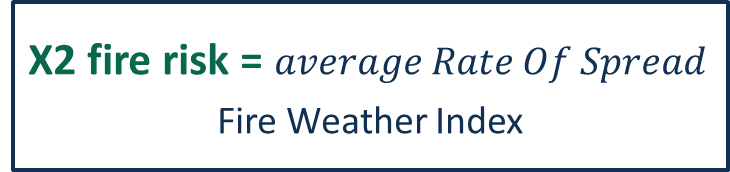 X2 fire risk = average Rate Of Spread
Fire Weather Index